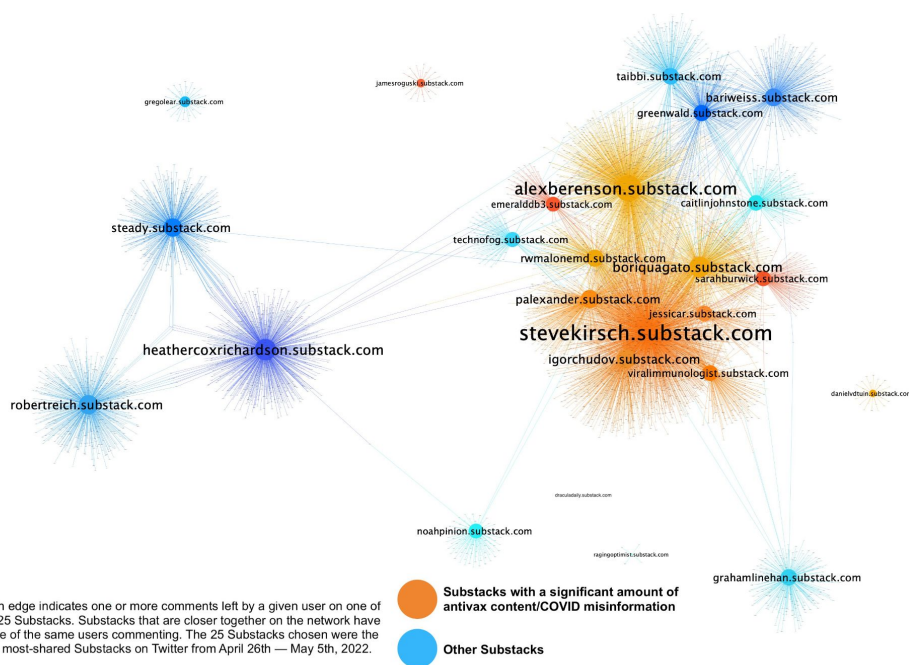 taibbi.substack.com
jamesroguski.substack.com
bariweiss.substack.com
gregolear.substack.com
greenwald.substack.com
alexberenson.substack.com
emeralddb3.substack.com
caitlinjohnstone.substack.com
steady.substack.com
technofog.substack.com
rwmalonemd.substack.com
boriquagato.substack.com
sarahburwick.substack.com
palexander.substack.com
jessicar.substack.com
stevekirsch.substack.com
heathercoxrichardson.substack.com
igorchudov.substack.com
viralimmunologist.substack.com
danielvdtuin.substack.com
robertreich.substack.com
draculadaily.substack.com
noahpinion.substack.com
ragingoptimist.substack.com
grahamlinehan.substack.com
n edge indicates one or more comments left by a given user on one of
25 Substacks. Substacks that are closer together on the network have
e of the same users commenting. The 25 Substacks chosen were the
most-shared Substacks on Twitter from April 26th — May 5th, 2022.
Substacks with a significant amount of
antivax content/COVID misinformation
Other Substacks